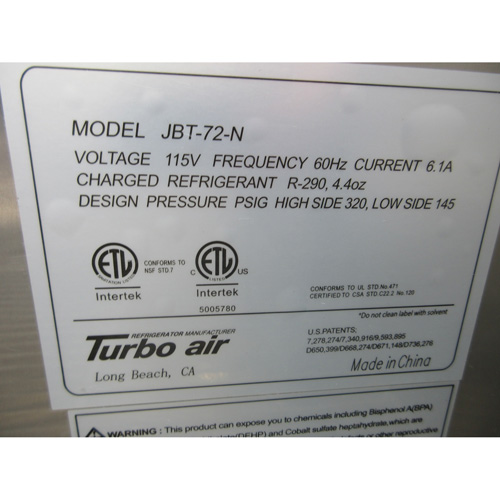 MODEL JBT-72-N
VOLTAGE 115V FREQUENCY 60Hz CURRENT 6.1A
CHARGED REFRIGERANT R-290, 4.4oz
DESIGN PRESSURE PSIG HIGH SIDE 320, LOW SIDE 145
ETL
CONFORMS TO
NSF STD.7
Intertek
C ETL US
Intertek
5005780
CONFORMS TO UL STD.No.471
CERTIFIED TO CSA STD.C22.2 No.120
*Do not clean label with solvent
REFRIGERATOR MANUFACTURER
Turbo air
Long Beach, CA
U.S.PATENTS:
7,278,274/7,340,916/9,593,895
D650,399/D668,274/D671,148/D736,276
Made in China
WARNING : This product can expose you to chemicals including Bisphenol A(BPA)
(DEHP) and Cobalt sulfate heptahydrate, which are
or other reproductive